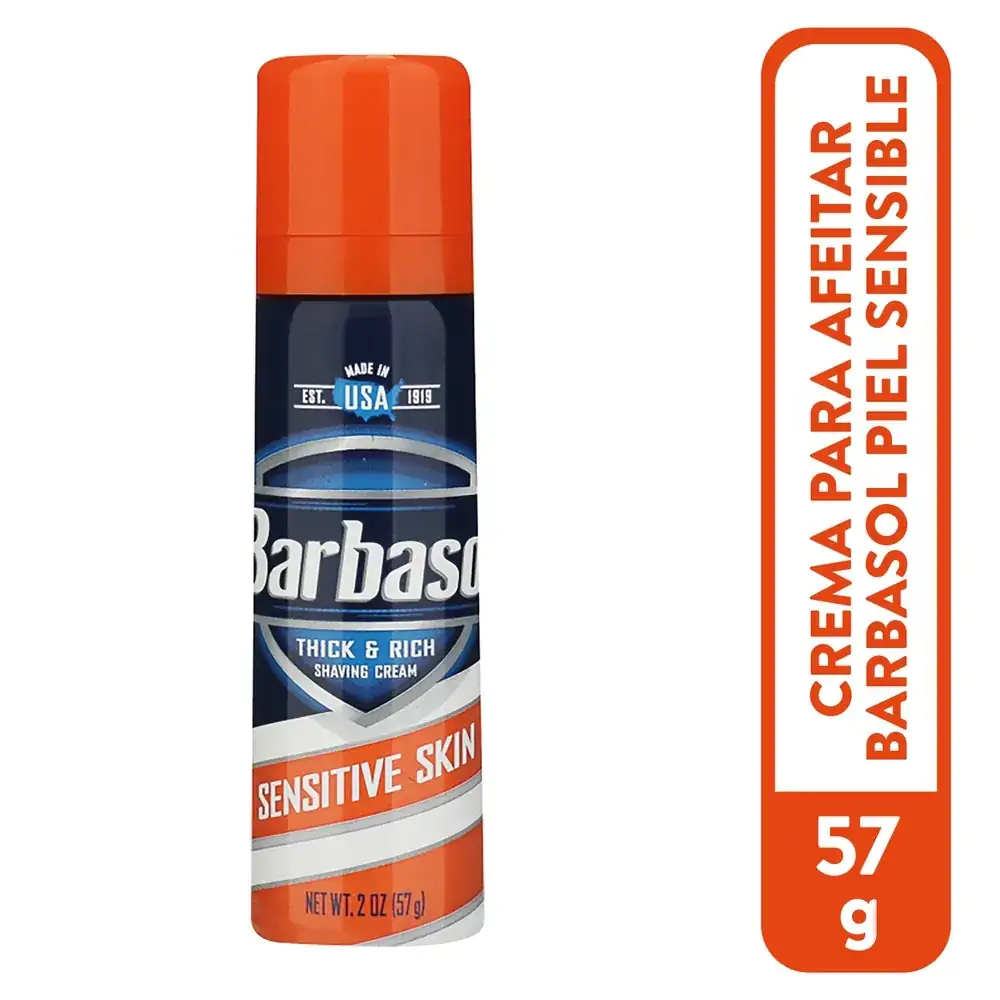 MADE IN
EST. USA 1919
Barbaso
THICK & RICH
SHAVING CREAM
SENSITIVE SKIN
NET WT. 2 OZ (57g)
CREMA PARA AFEITAR
BARBASOL PIEL SENSIBLE
57
g